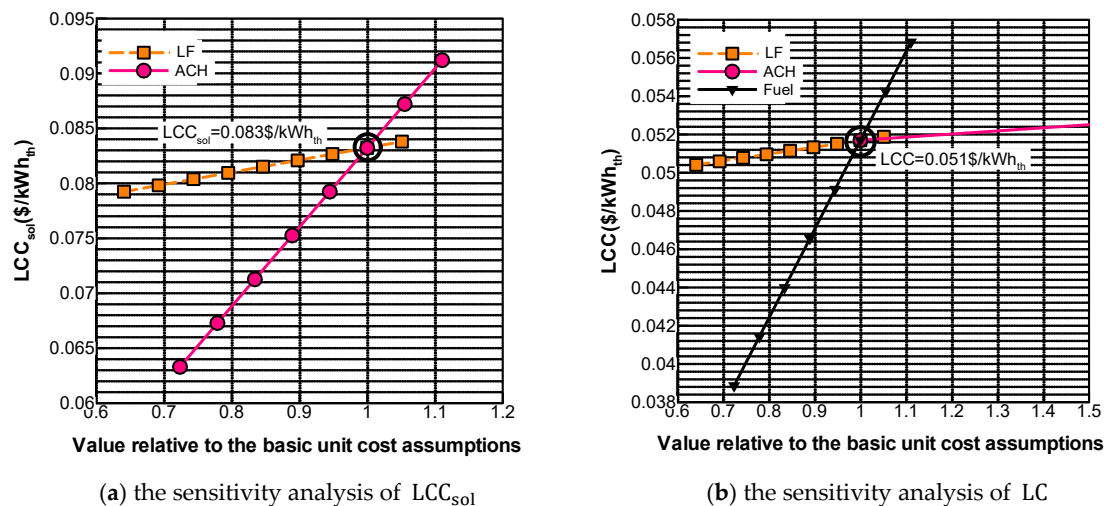 0.095
0.09
0.085
0.08
0.075
0.07
0.065
0.06
LCC_sol($/kWh_th)
LF
ACH
LCC_sol=0.083$/kWh_th
0.6 0.7 0.8 0.9 1 1.1 1.2
Value relative to the basic unit cost assumptions
(a) the sensitivity analysis of LCC_sol
0.058
0.056
0.054
0.052
0.05
0.048
0.046
0.044
0.042
0.04
0.038
LCC($/kWh_th)
LF
ACH
Fuel
LCC=0.051$/kWh_th
0.6 0.7 0.8 0.9 1 1.1 1.2 1.3 1.4 1.5
Value relative to the basic unit cost assumptions
(b) the sensitivity analysis of LC